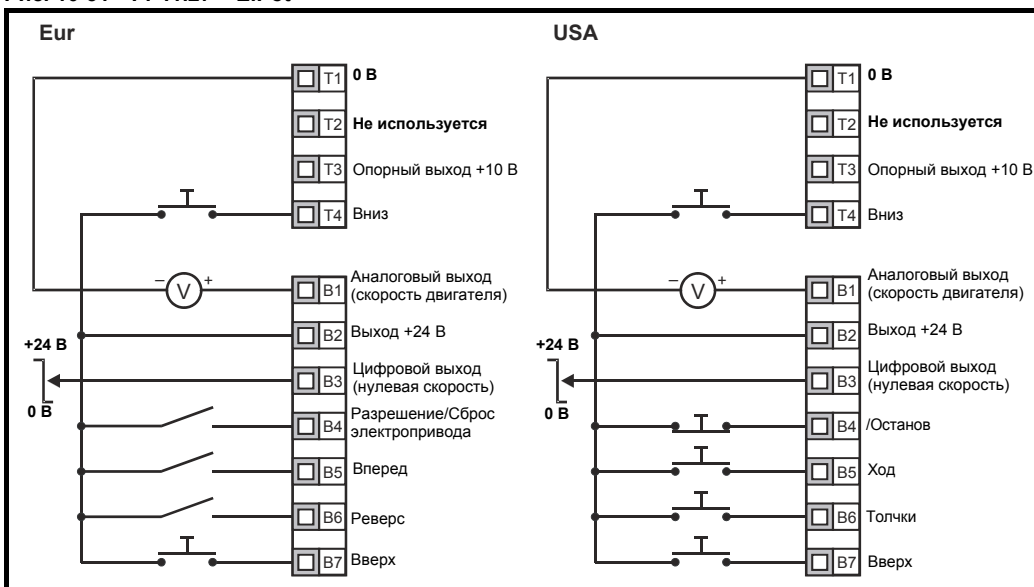 Eur
T1 0 В
T2 Не используется
T3 Опорный выход +10 В
T4 Вниз
– V +
B1 Аналоговый выход
(скорость двигателя)
B2 Выход +24 В
+24 В
0 В
B3 Цифровой выход
(нулевая скорость)
B4 Разрешение/Сброс
электропривода
B5 Вперед
B6 Реверс
B7 Вверх
USA
T1 0 В
T2 Не используется
T3 Опорный выход +10 В
T4 Вниз
– V +
B1 Аналоговый выход
(скорость двигателя)
B2 Выход +24 В
+24 В
0 В
B3 Цифровой выход
(нулевая скорость)
B4 /Останов
B5 Ход
B6 Толчки
B7 Вверх